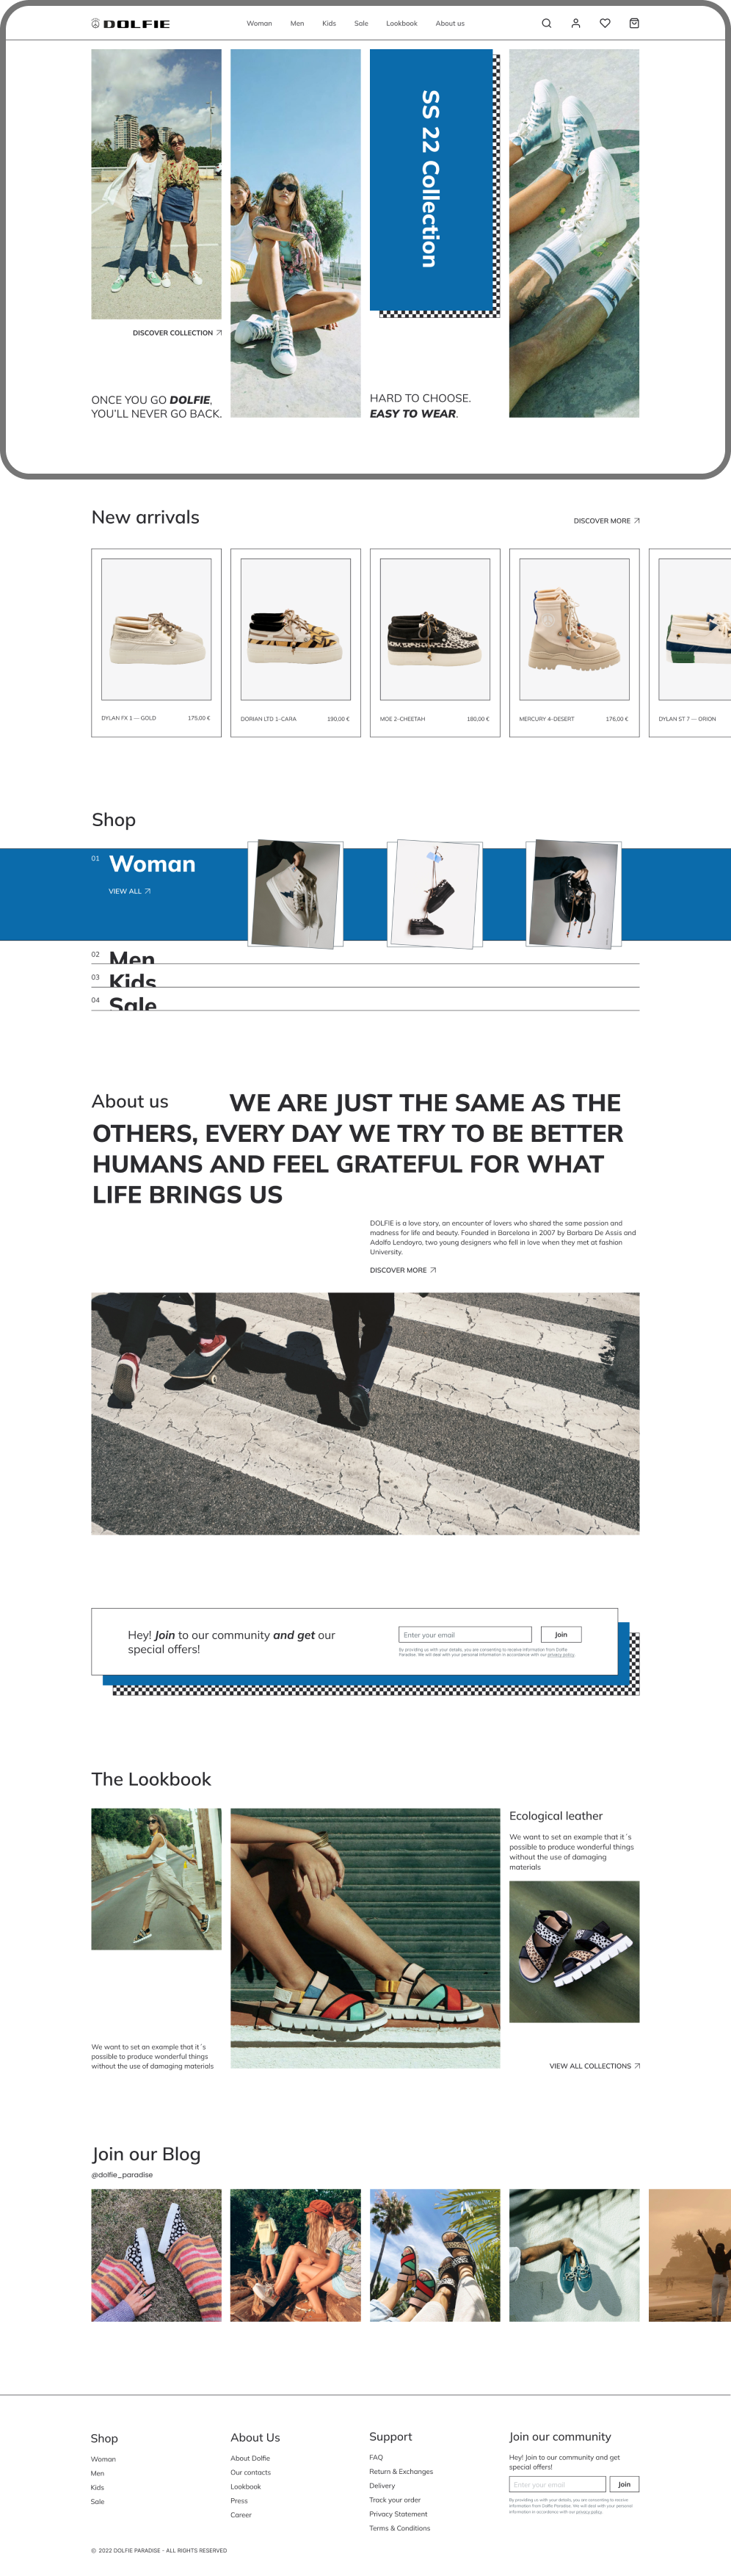 DOLFIE
Woman Men Kids Sale Lookbook About us
SS 22 Collection
DISCOVER COLLECTION
ONCE YOU GO DOLFIE,
YOU'LL NEVER GO BACK.
HARD TO CHOOSE.
EASY TO WEAR.
New arrivals
DISCOVER MORE
DYLAN FX 1 — GOLD 175,00 €
DORIAN LTD 1-CARA 190,00 €
MOE 2-CHEETAH 180,00 €
MERCURY 4-DESERT 176,00 €
DYLAN ST 7 — ORION
Shop
01 Woman
VIEW ALL
02 Men
03 Kids
04 Sale
About us
WE ARE JUST THE SAME AS THE
OTHERS, EVERY DAY WE TRY TO BE BETTER
HUMANS AND FEEL GRATEFUL FOR WHAT
LIFE BRINGS US
DOLFIE is a love story, an encounter of lovers who shared the same passion and
madness for life and beauty. Founded in Barcelona in 2007 by Barbara De Assis and
Adolfo Lendoyro, two young designers who fell in love when they met at fashion
University.
DISCOVER MORE
Hey! Join to our community and get our
special offers!
Enter your email
Join
By providing us with your details, you are consenting to receive information from Dolfie
Paradise. We will deal with your personal information in accordance with our privacy policy.
The Lookbook
Ecological leather
We want to set an example that it´s
possible to produce wonderful things
without the use of damaging
materials
We want to set an example that it´s
possible to produce wonderful things
without the use of damaging materials
VIEW ALL COLLECTIONS
Join our Blog
@dolfie_paradise
Shop
Woman
Men
Kids
Sale
About Us
About Dolfie
Our contacts
Lookbook
Press
Career
Support
FAQ
Return & Exchanges
Delivery
Track your order
Privacy Statement
Terms & Conditions
Join our community
Hey! Join to our community and get
special offers!
Enter your email
Join
By providing us with your details, you are consenting to receive
information from Dolfie Paradise. We will deal with your personal
information in accordance with our privacy policy.
© 2022 DOLFIE PARADISE - ALL RIGHTS RESERVED